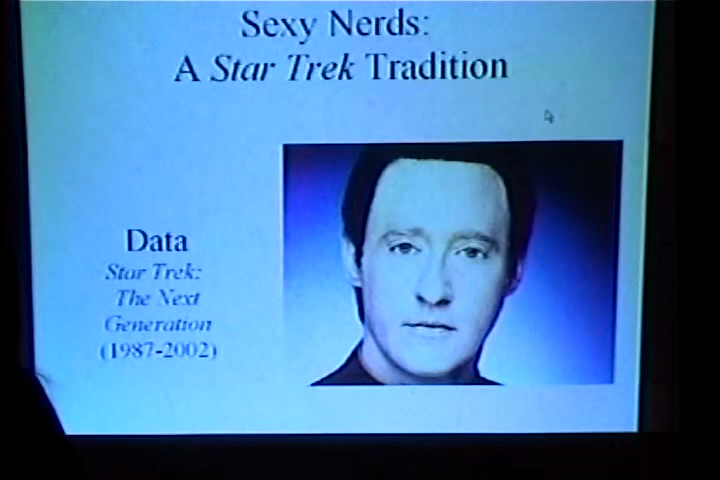 Sexy Nerds:
A Star Trek Tradition
Data
Star Trek:
The Next
Generation
(1987-2002)